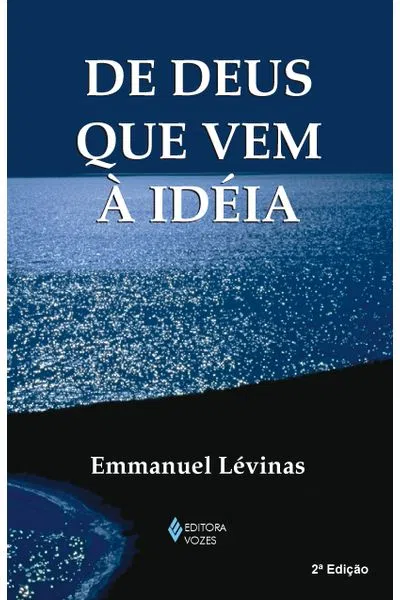 DE DEUS
QUE VEM
À IDÉIA
Emmanuel Lévinas
EDITORA
VOZES
2ª Edição